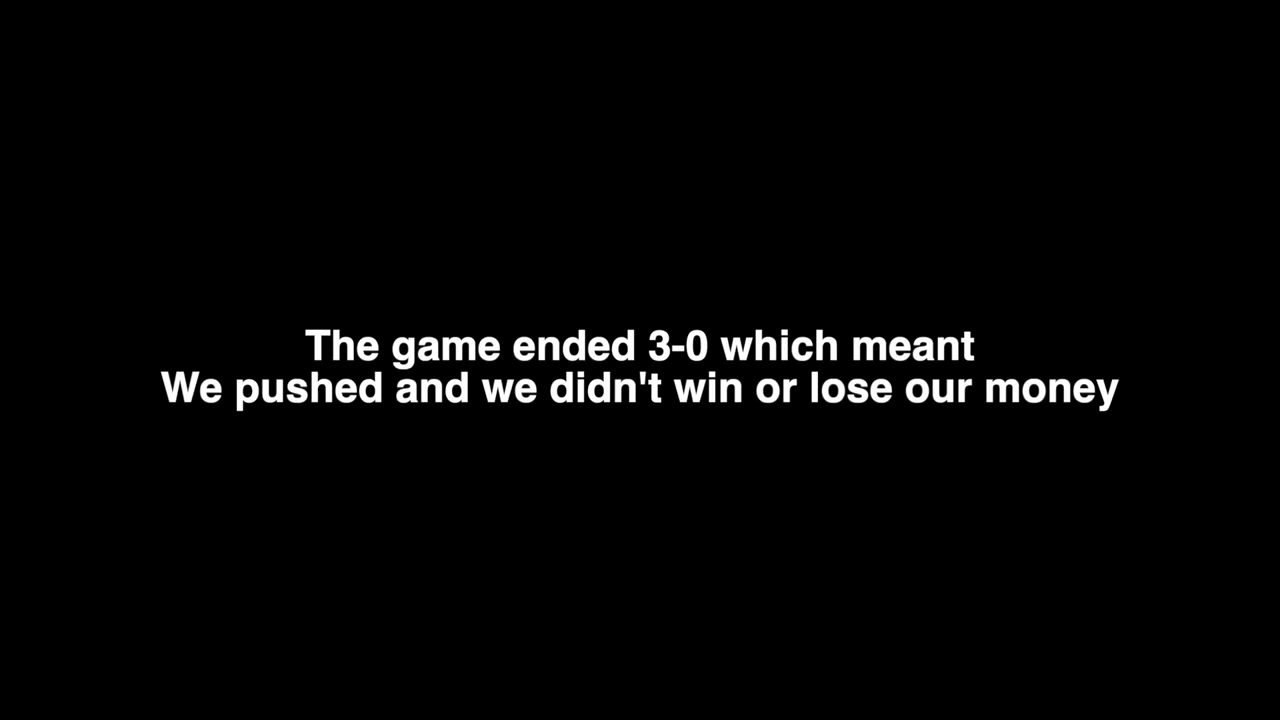 The game ended 3-0 which meant
We pushed and we didn't win or lose our money